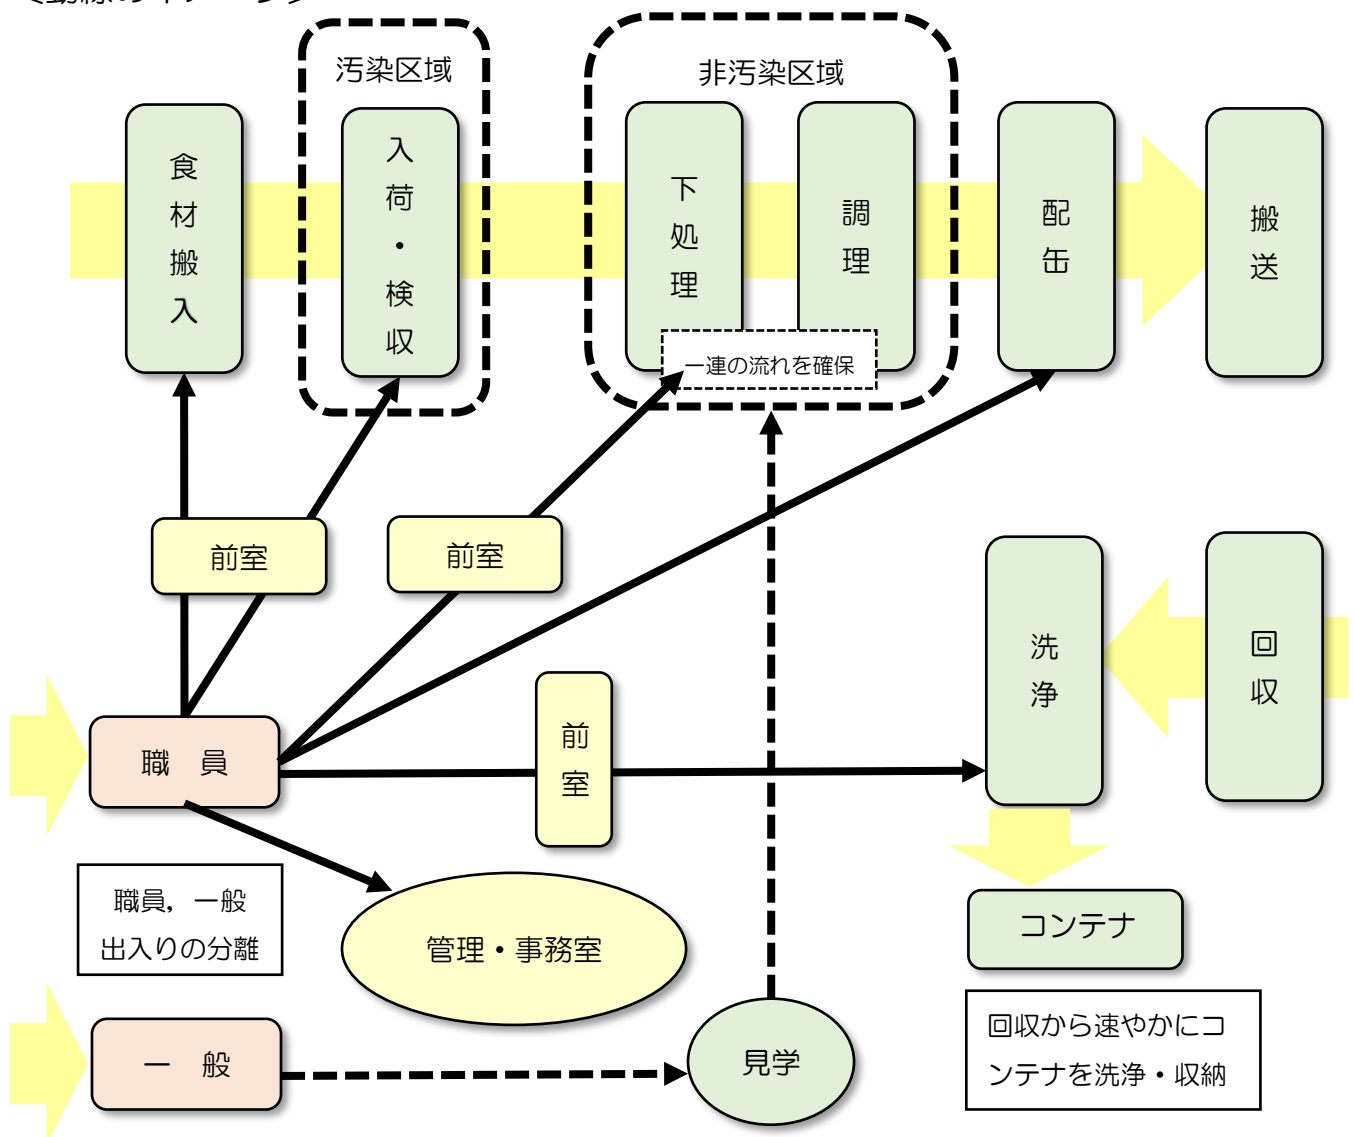 汚染区域
非汚染区域
食材搬入
入荷・検収
下処理
調理
配缶
搬送
一連の流れを確保
前室
前室
洗浄
回収
前室
職　員
職員，一般
出入りの分離
管理・事務室
コンテナ
回収から速やかにコ
ンテナを洗浄・収納
一　般
見学